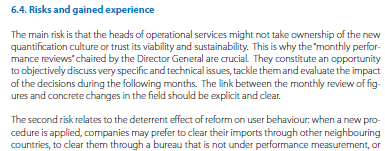 6.4. Risks and gained experience
The main risk is that the heads of operational services might not take ownership of the new
quantification culture or trust its viability and sustainability. This is why the "monthly perfor-
mance reviews" chaired by the Director General are crucial. They constitute an opportunity
to objectively discuss very specific and technical issues, tackle them and evaluate the impact
of the decisions during the following months. The link between the monthly review of fig-
ures and concrete changes in the field should be explicit and clear.
The second risk relates to the deterrent effect of reform on user behaviour: when a new pro-
cedure is applied, companies may prefer to clear their imports through other neighbouring
countries, to clear them through a bureau that is not under performance measurement, or